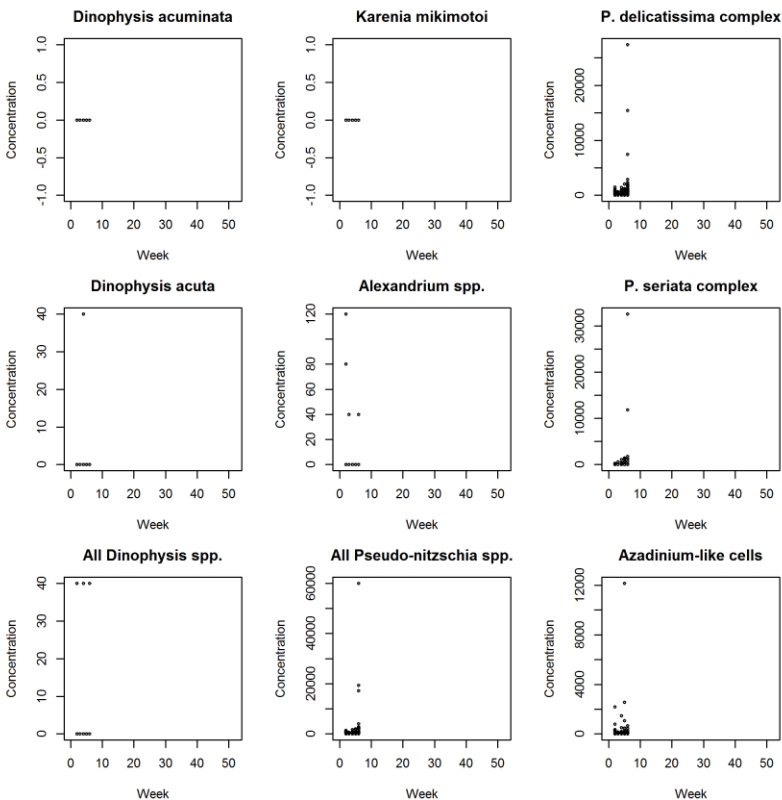 Dinophysis acuminata
Concentration
1.0
0.5
0.0
-0.5
-1.0
0 10 20 30 40 50
Week
Karenia mikimotoi
Concentration
1.0
0.5
0.0
-0.5
-1.0
0 10 20 30 40 50
Week
P. delicatissima complex
Concentration
20000
10000
0
0 10 20 30 40 50
Week
Dinophysis acuta
Concentration
40
30
20
10
0
0 10 20 30 40 50
Week
Alexandrium spp.
Concentration
120
80
60
40
20
0
0 10 20 30 40 50
Week
P. seriata complex
Concentration
30000
20000
10000
0
0 10 20 30 40 50
Week
All Dinophysis spp.
Concentration
40
30
20
10
0
0 10 20 30 40 50
Week
All Pseudo-nitzschia spp.
Concentration
60000
40000
20000
0
0 10 20 30 40 50
Week
Azadinium-like cells
Concentration
12000
8000
4000
0
0 10 20 30 40 50
Week